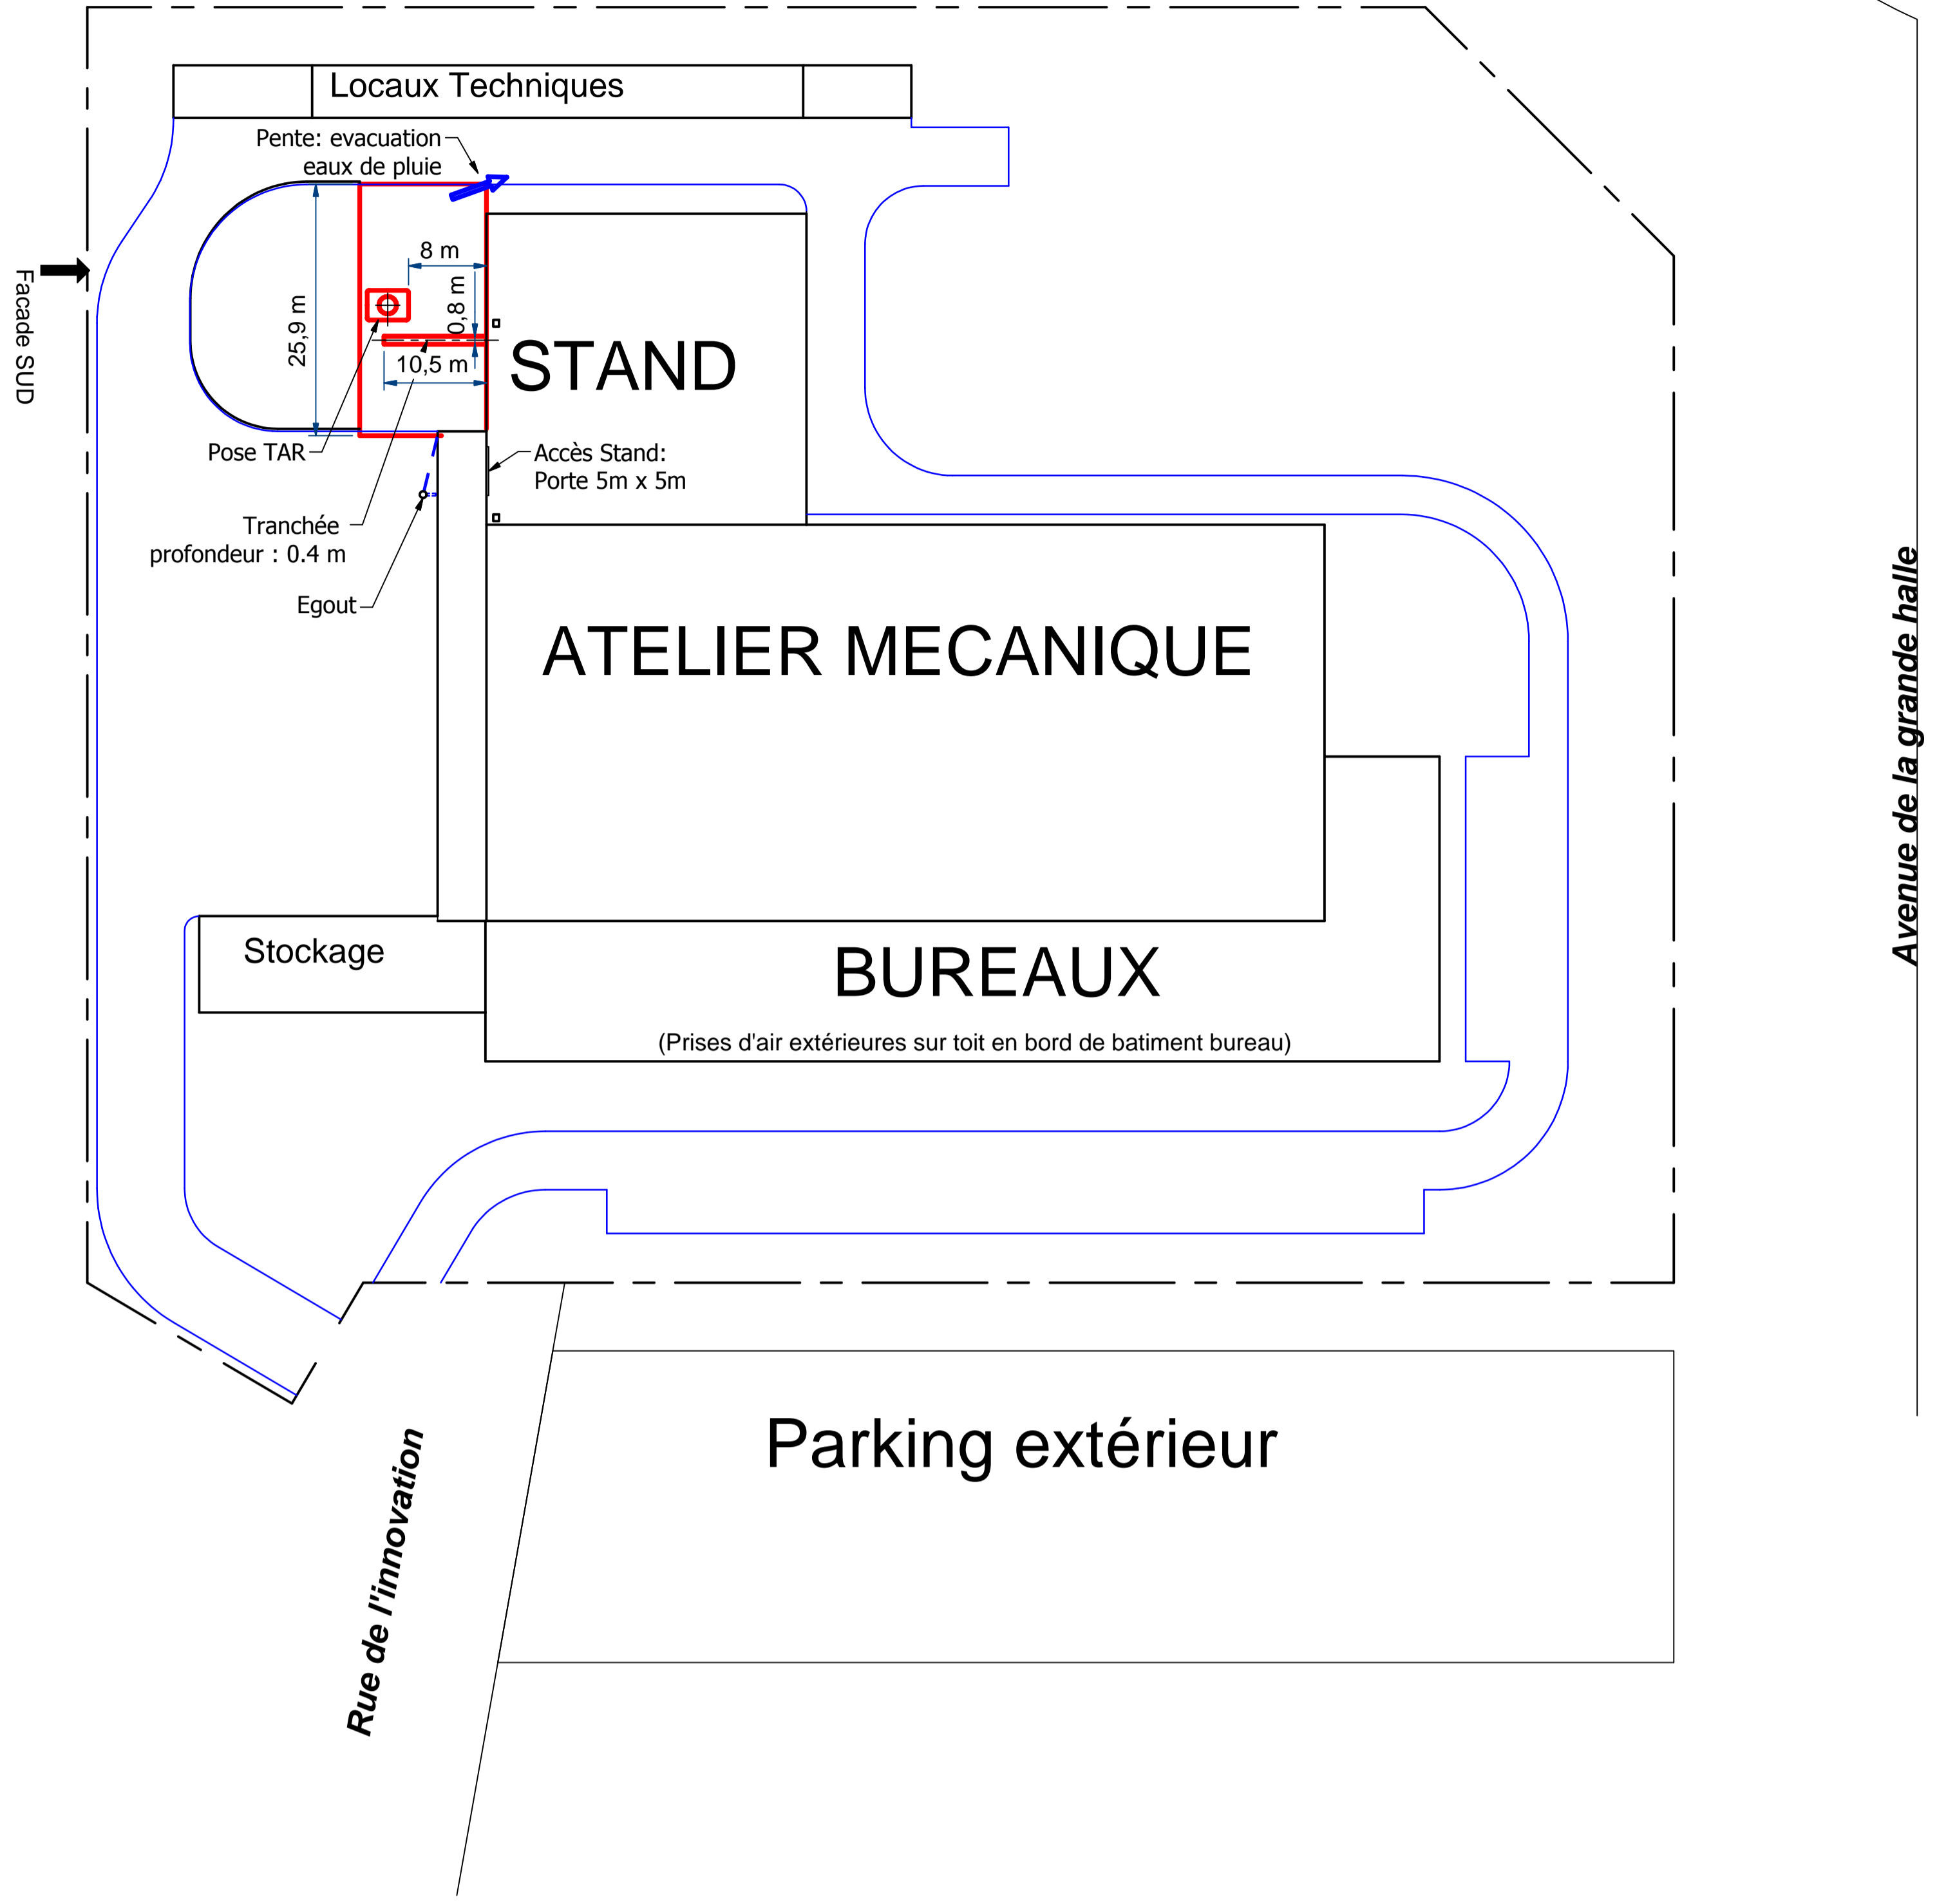 Locaux Techniques
Pente: evacuation
eaux de pluie
Facade SUD
8 m
0,8 m
25,9 m
10,5 m
STAND
Pose TAR
Accès Stand:
Porte 5m x 5m
Tranchée
profondeur : 0.4 m
Egout
ATELIER MECANIQUE
Avenue de la grande halle
Stockage
BUREAUX
(Prises d'air extérieures sur toit en bord de batiment bureau)
Parking extérieur
Rue de l'innovation